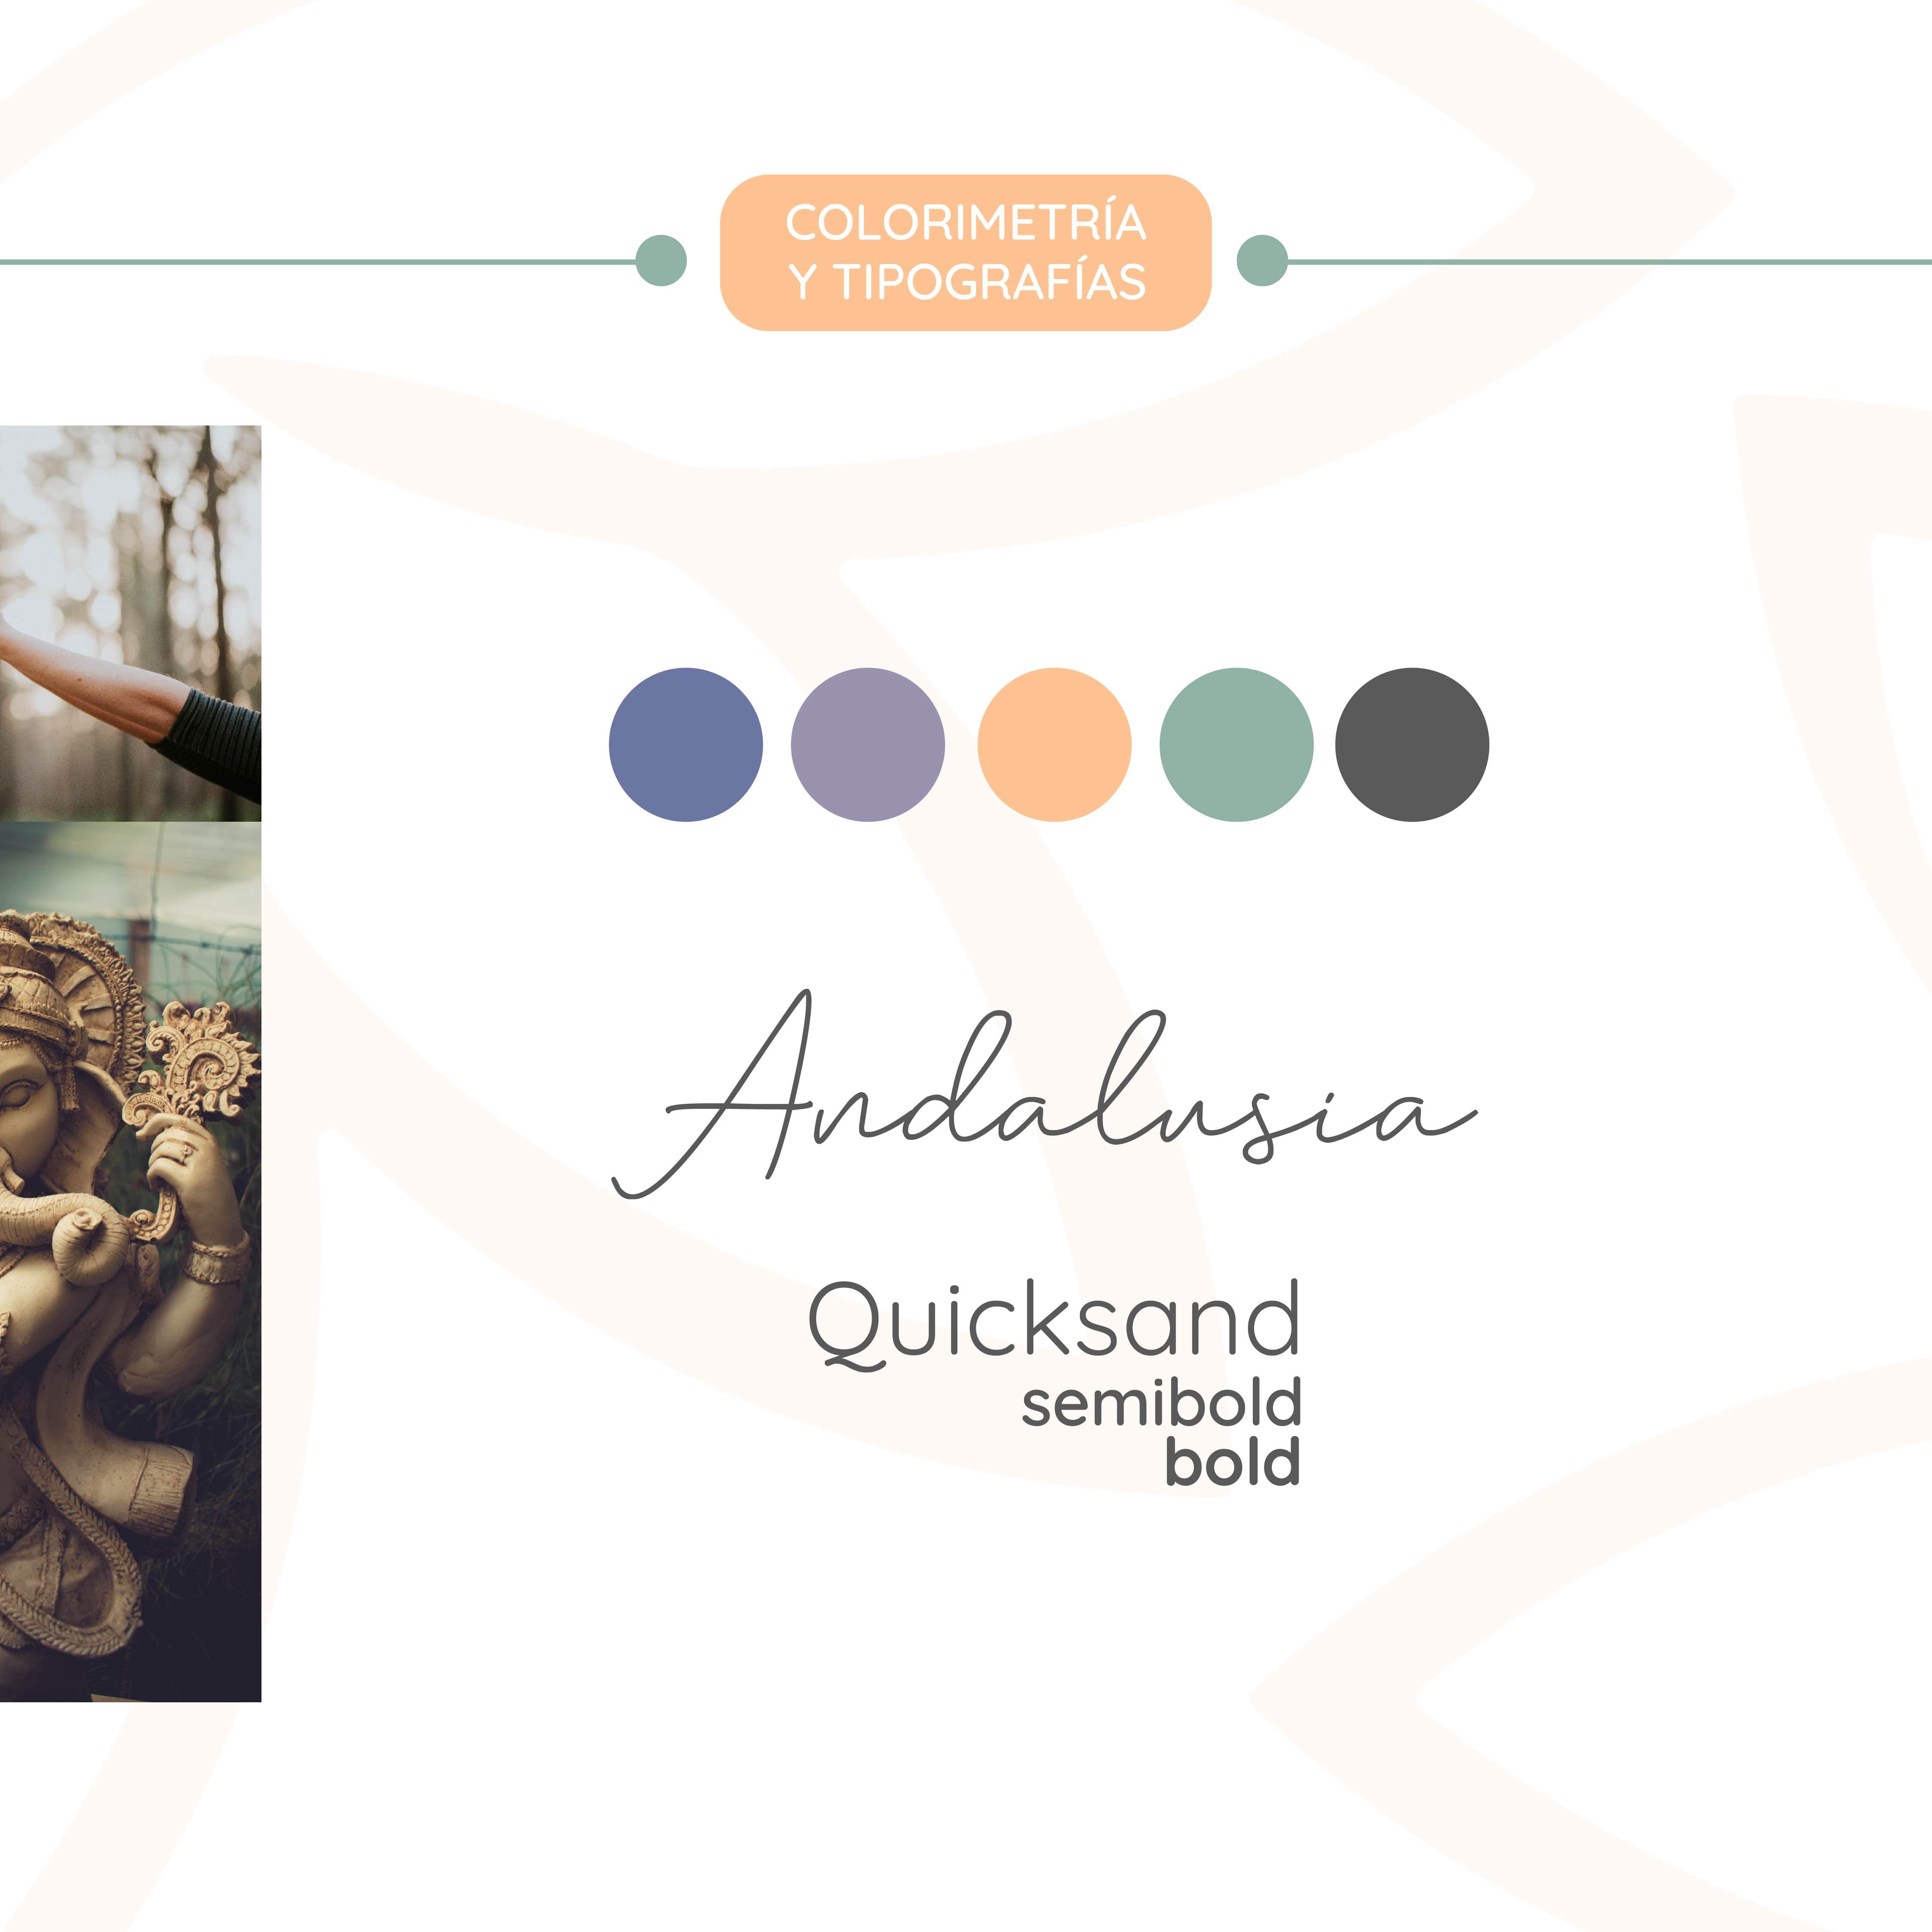 COLORIMETRÍA
Y TIPOGRAFÍAS
Andalusia
Quicksand
semibold
bold